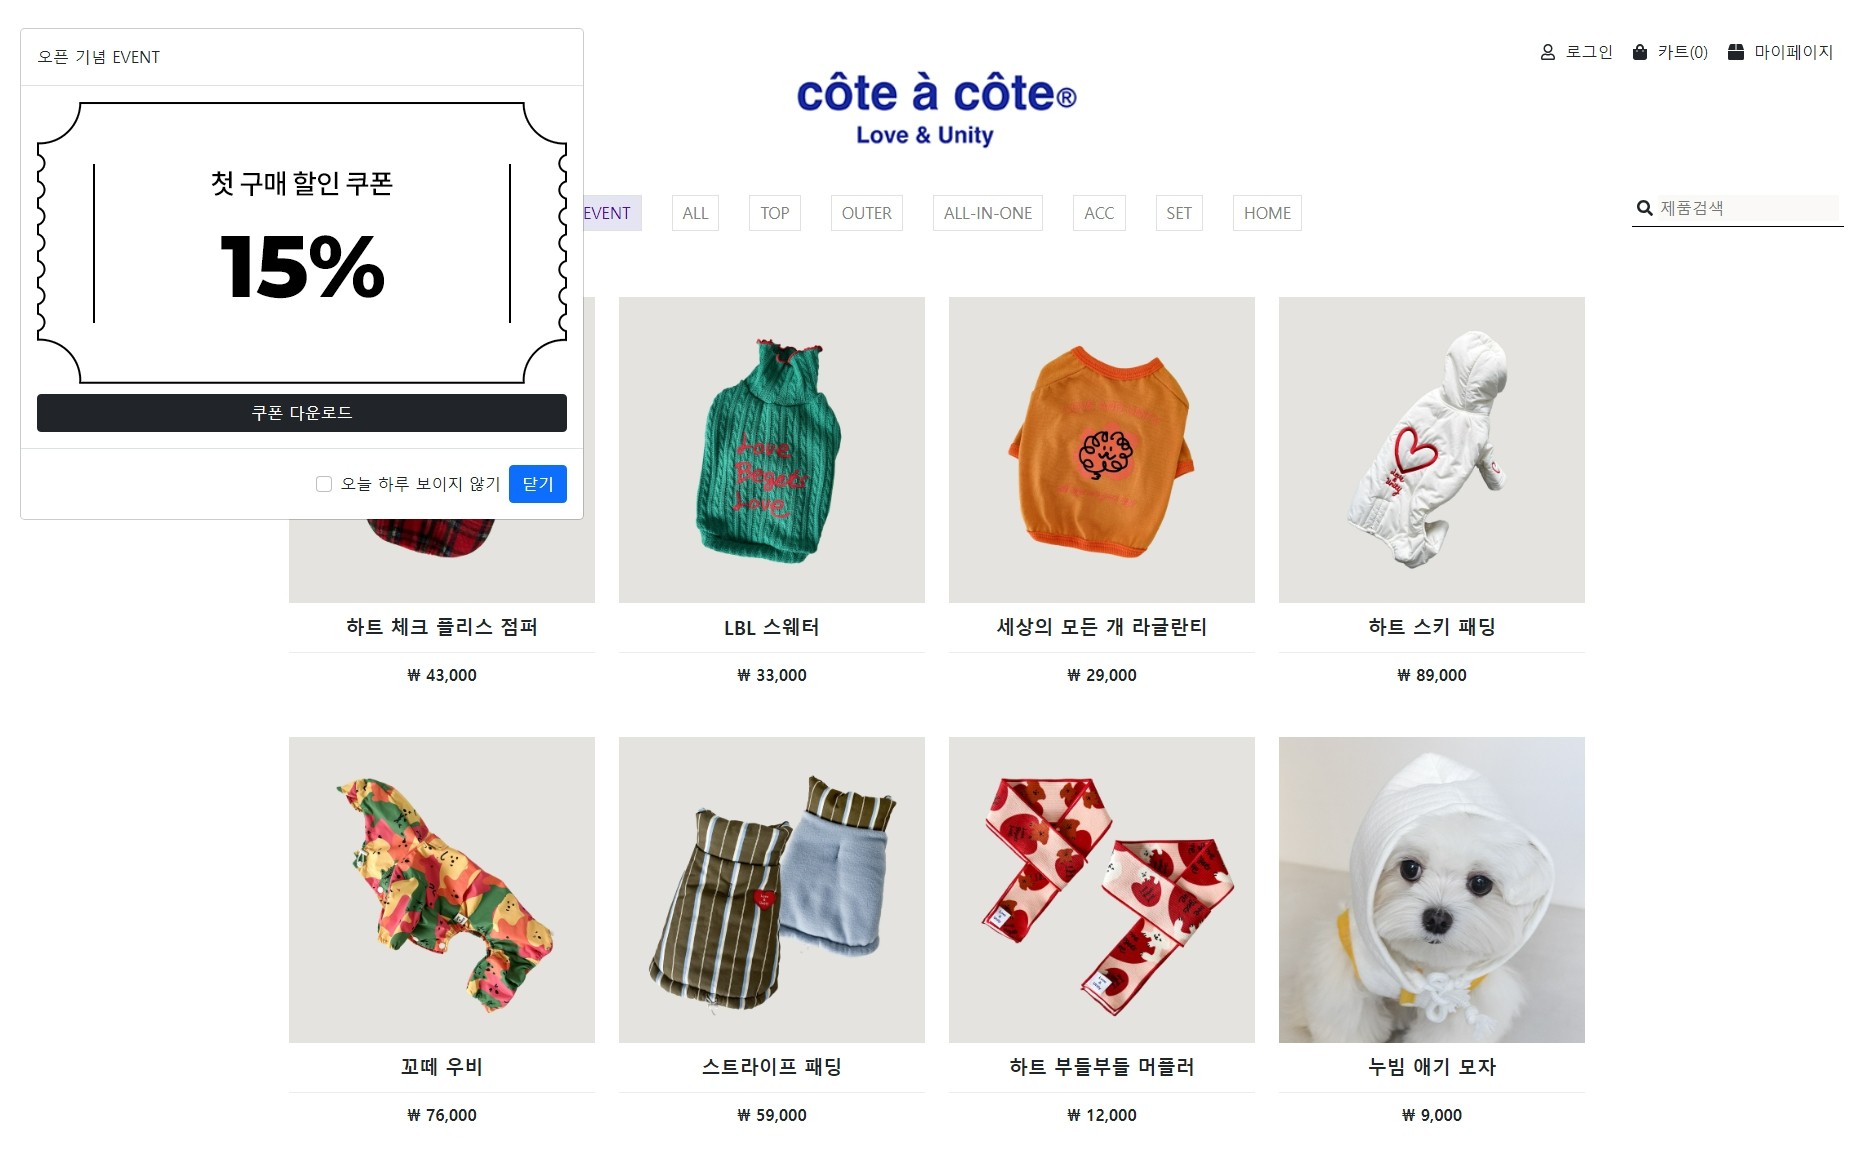 오픈 기념 EVENT
첫 구매 할인 쿠폰
15%
쿠폰 다운로드
오늘 하루 보이지 않기 닫기
로그인 카트(0) 마이페이지
côte à côte®
Love & Unity
EVENT ALL TOP OUTER ALL-IN-ONE ACC SET HOME
제품검색
Love
Begets
Love
하트 체크 플리스 점퍼
₩ 43,000
LBL 스웨터
₩ 33,000
세상의 모든 개 라글란티
₩ 29,000
하트 스키 패딩
₩ 89,000
꼬떼 우비
₩ 76,000
스트라이프 패딩
₩ 59,000
하트 부들부들 머플러
₩ 12,000
누빔 애기 모자
₩ 9,000